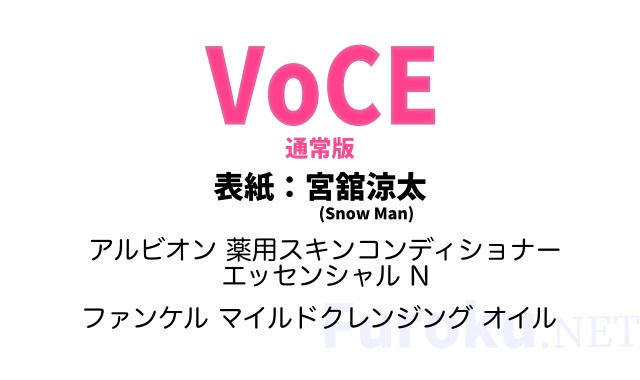 VoCE
通常版
表紙：宮舘涼太
(Snow Man)
アルビオン 薬用スキンコンディショナー
エッセンシャル N
ファンケル マイルドクレンジング オイル
Furoku.NET